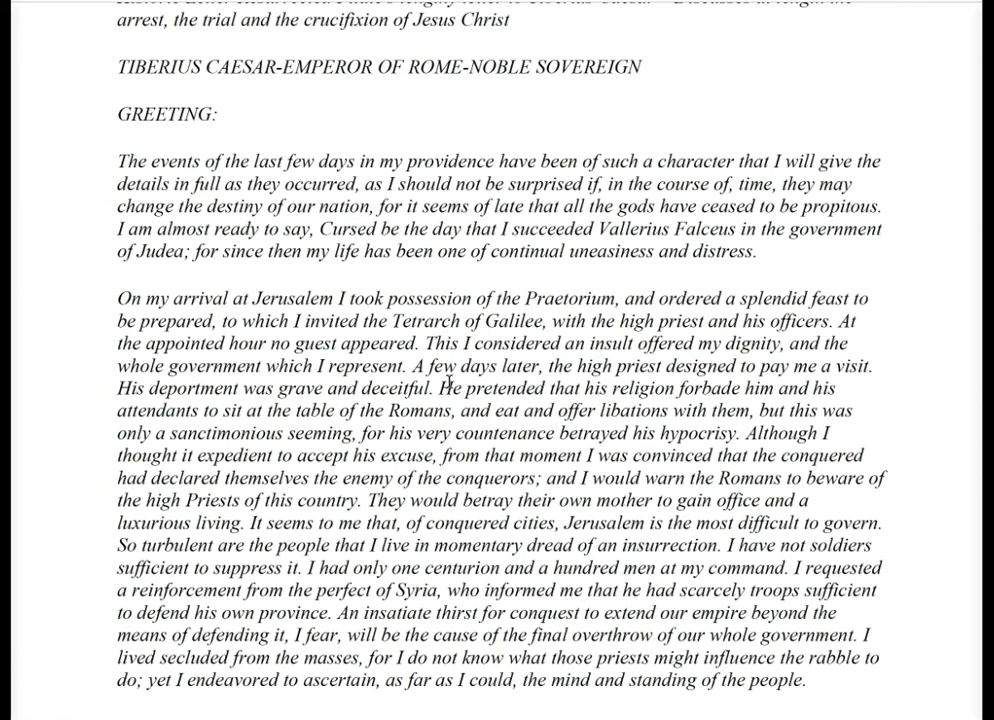 arrest, the trial and the crucifixion of Jesus Christ
TIBERIUS CAESAR-EMPEROR OF ROME-NOBLE SOVEREIGN
GREETING:
The events of the last few days in my providence have been of such a character that I will give the
details in full as they occurred, as I should not be surprised if, in the course of, time, they may
change the destiny of our nation, for it seems of late that all the gods have ceased to be propitous.
I am almost ready to say, Cursed be the day that I succeeded Vallerius Falceus in the government
of Judea; for since then my life has been one of continual uneasiness and distress.
On my arrival at Jerusalem I took possession of the Praetorium, and ordered a splendid feast to
be prepared, to which I invited the Tetrarch of Galilee, with the high priest and his officers. At
the appointed hour no guest appeared. This I considered an insult offered my dignity, and the
whole government which I represent. A few days later, the high priest designed to pay me a visit.
His deportment was grave and deceitful. He pretended that his religion forbade him and his
attendants to sit at the table of the Romans, and eat and offer libations with them, but this was
only a sanctimonious seeming, for his very countenance betrayed his hypocrisy. Although I
thought it expedient to accept his excuse, from that moment I was convinced that the conquered
had declared themselves the enemy of the conquerors; and I would warn the Romans to beware of
the high Priests of this country. They would betray their own mother to gain office and a
luxurious living. It seems to me that, of conquered cities, Jerusalem is the most difficult to govern.
So turbulent are the people that I live in momentary dread of an insurrection. I have not soldiers
sufficient to suppress it. I had only one centurion and a hundred men at my command. I requested
a reinforcement from the perfect of Syria, who informed me that he had scarcely troops sufficient
to defend his own province. An insatiate thirst for conquest to extend our empire beyond the
means of defending it, I fear, will be the cause of the final overthrow of our whole government. I
lived secluded from the masses, for I do not know what those priests might influence the rabble to
do; yet I endeavored to ascertain, as far as I could, the mind and standing of the people.